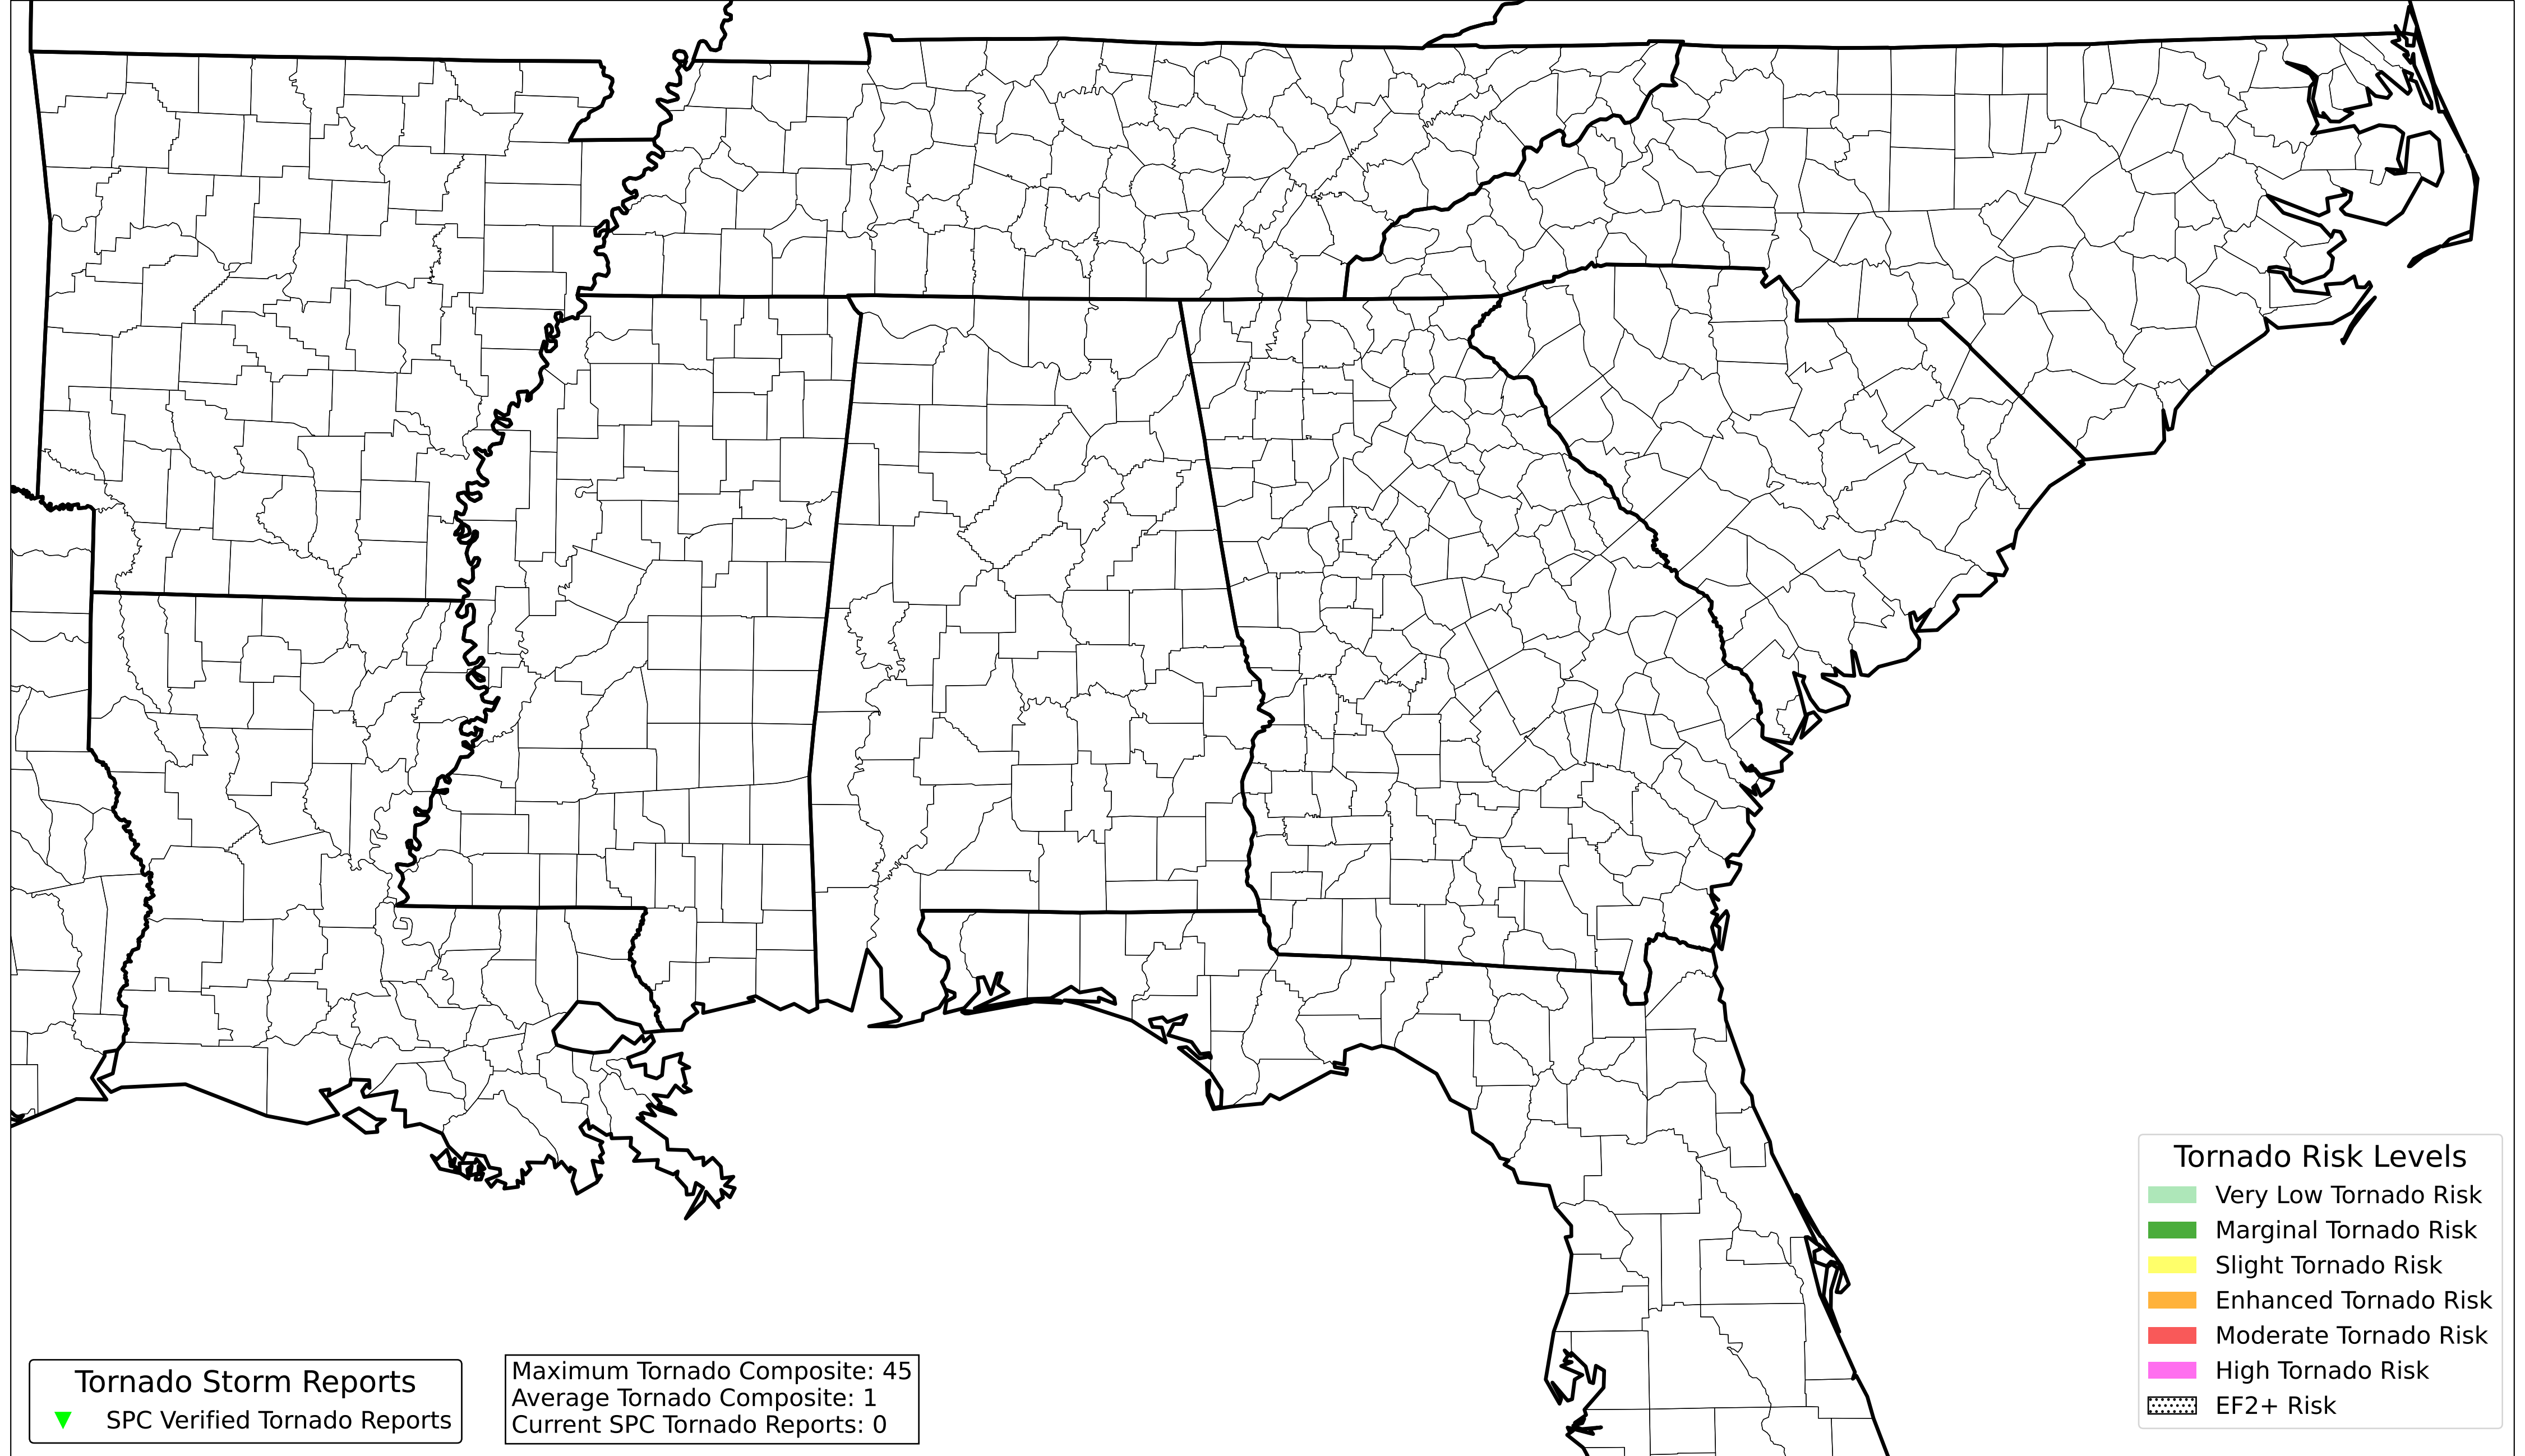 Tornado Risk Levels
Very Low Tornado Risk
Marginal Tornado Risk
Slight Tornado Risk
Enhanced Tornado Risk
Moderate Tornado Risk
High Tornado Risk
EF2+ Risk
Tornado Storm Reports
SPC Verified Tornado Reports
Maximum Tornado Composite: 45
Average Tornado Composite: 1
Current SPC Tornado Reports: 0